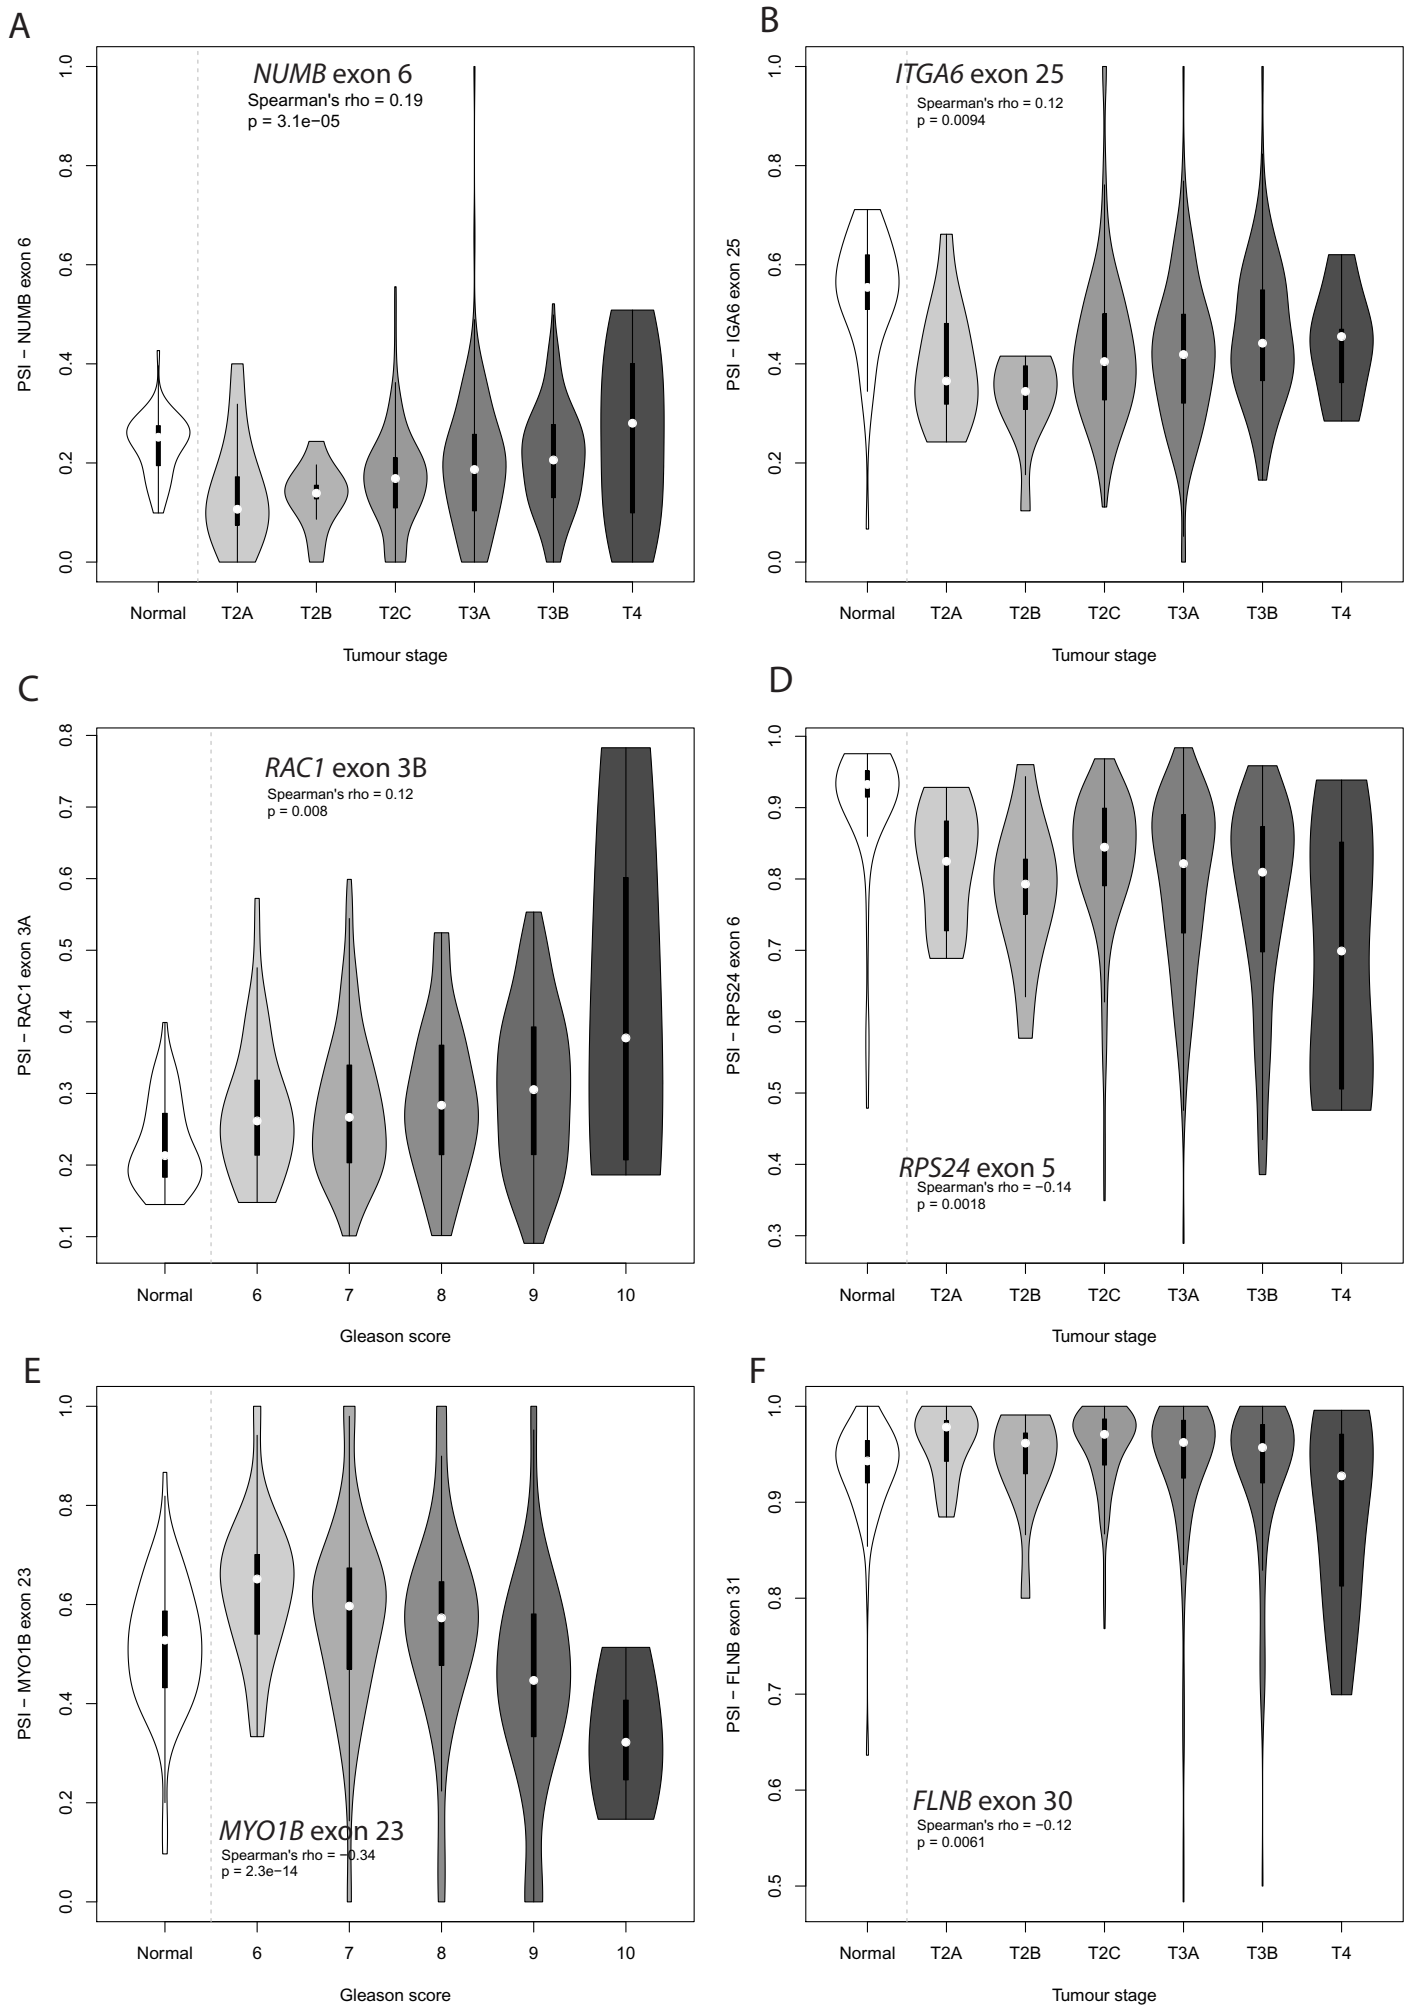 A
NUMB exon 6
Spearman's rho = 0.19
p = 3.1e−05
PSI − NUMB exon 6
1.0
0.8
0.6
0.4
0.2
0.0
Normal T2A T2B T2C T3A T3B T4
Tumour stage
B
ITGA6 exon 25
Spearman's rho = 0.12
p = 0.0094
PSI − IGA6 exon 25
1.0
0.8
0.6
0.4
0.2
0.0
Normal T2A T2B T2C T3A T3B T4
Tumour stage
C
RAC1 exon 3B
Spearman's rho = 0.12
p = 0.008
PSI − RAC1 exon 3A
0.8
0.7
0.6
0.5
0.4
0.3
0.2
0.1
Normal 6 7 8 9 10
Gleason score
D
PSI − RPS24 exon 6
1.0
0.9
0.8
0.7
0.6
0.5
0.4
0.3
RPS24 exon 5
Spearman's rho = −0.14
p = 0.0018
Normal T2A T2B T2C T3A T3B T4
Tumour stage
E
PSI − MYO1B exon 23
1.0
0.8
0.6
0.4
0.2
0.0
MYO1B exon 23
Spearman's rho = −0.34
p = 2.3e−14
Normal 6 7 8 9 10
Gleason score
F
PSI − FLNB exon 31
1.0
0.9
0.8
0.7
0.6
0.5
FLNB exon 30
Spearman's rho = −0.12
p = 0.0061
Normal T2A T2B T2C T3A T3B T4
Tumour stage